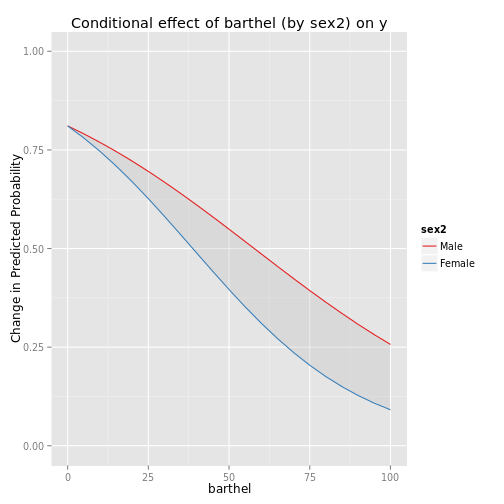 Conditional effect of barthel (by sex2) on y
Change in Predicted Probability
1.00
0.75
0.50
0.25
0.00
0 25 50 75 100
barthel
sex2
Male
Female